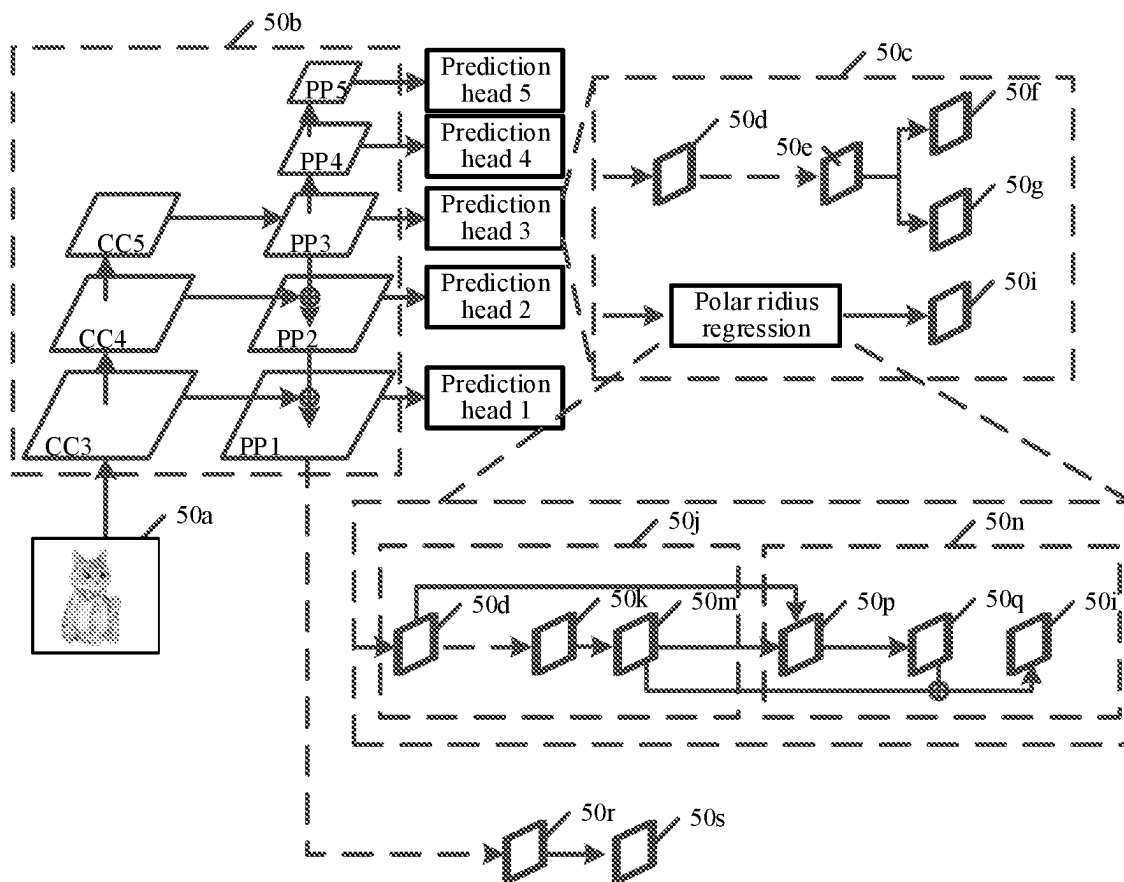 50b
50c
PP5
Prediction
head 5
50f
50d
50e
PP4
Prediction
head 4
50g
CC5
PP3
Prediction
head 3
50i
CC4
PP2
Prediction
head 2
Polar ridius
regression
CC3
PP1
Prediction
head 1
50a
50j
50n
50d
50k
50m
50p
50q
50i
50r
50s